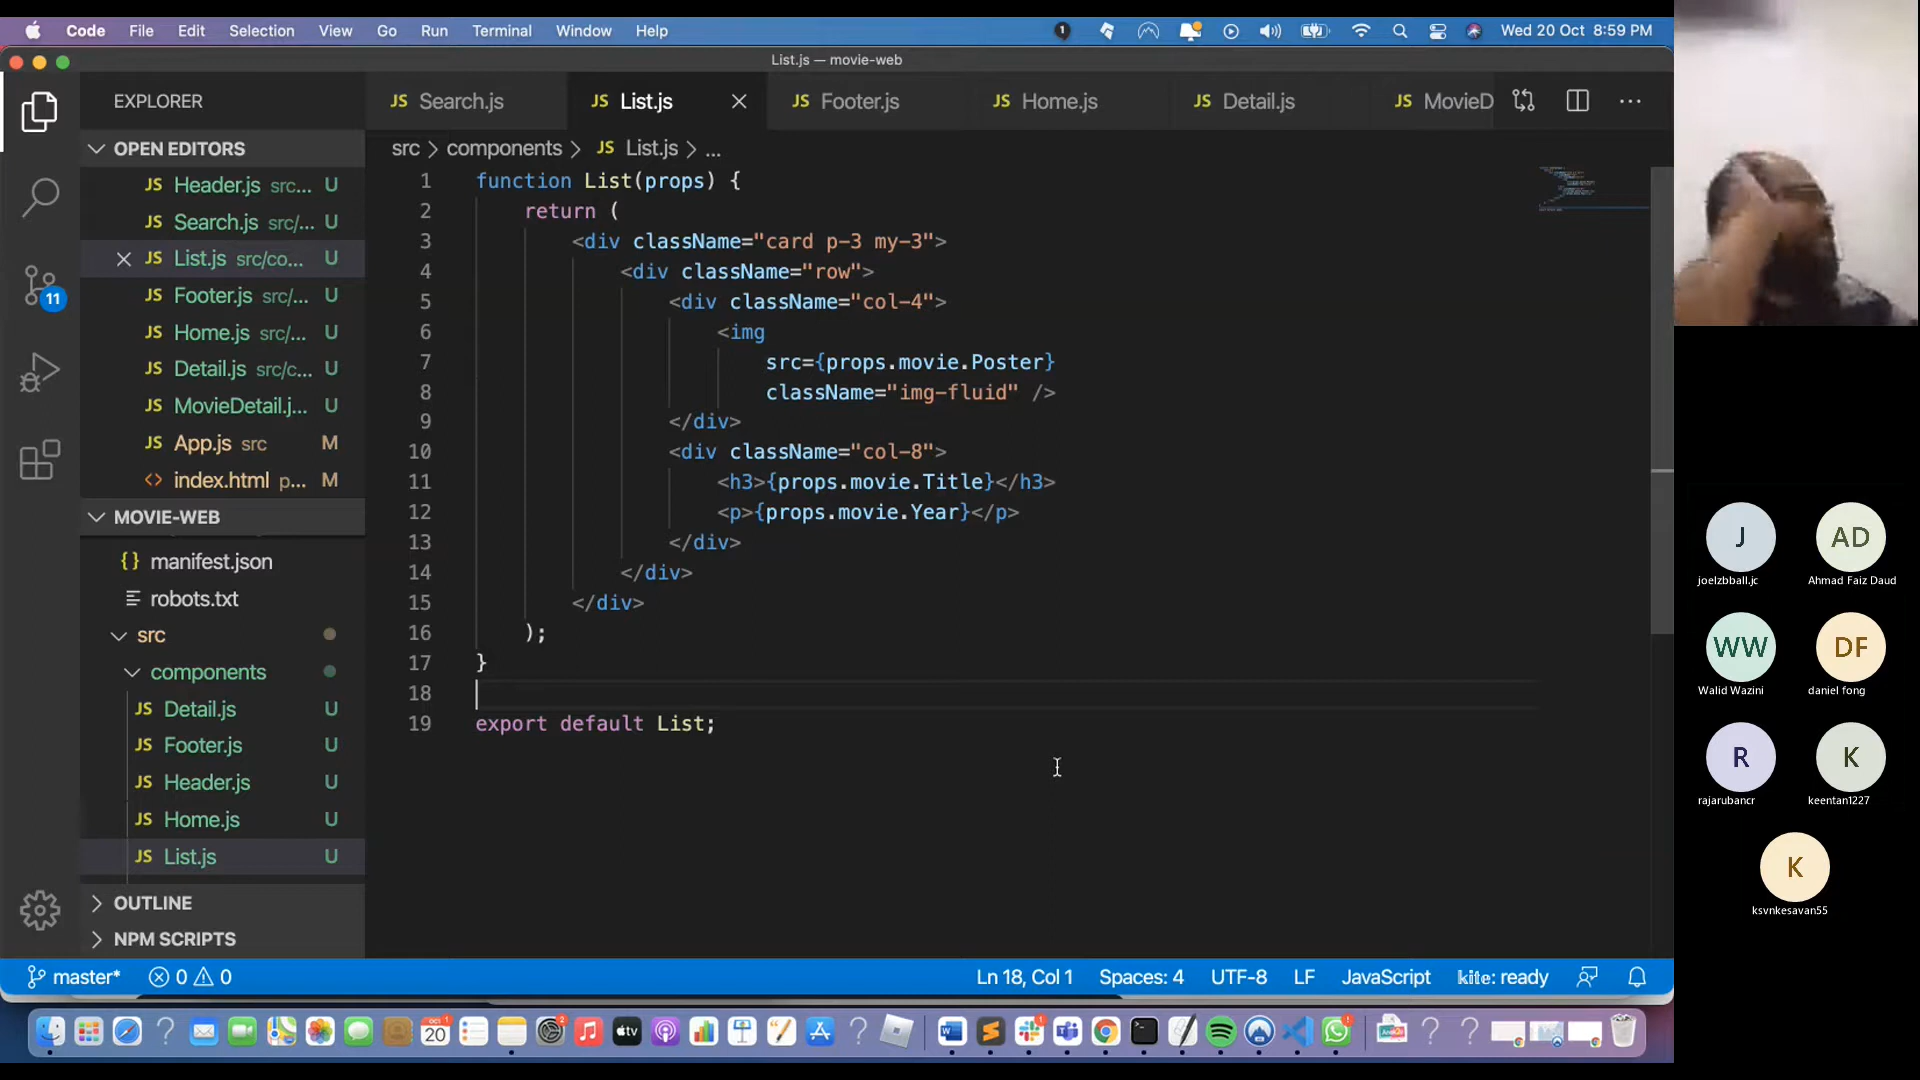 Code File Edit Selection View Go Run Terminal Window Help
1
Wed 20 Oct 8:59 PM
List.js — movie-web
EXPLORER
OPEN EDITORS
JS Header.js src... U
JS Search.js src/... U
JS List.js src/co... U
JS Footer.js src/... U
JS Home.js src/... U
JS Detail.js src/c... U
JS MovieDetail.j... U
JS App.js src M
<> index.html p... M
MOVIE-WEB
{} manifest.json
robots.txt
src
components
JS Detail.js U
JS Footer.js U
JS Header.js U
JS Home.js U
JS List.js U
OUTLINE
NPM SCRIPTS
11
JS Search.js JS List.js JS Footer.js JS Home.js JS Detail.js JS MovieD
src > components > JS List.js > ...
1 function List(props) {
2 return (
3 <div className="card p-3 my-3">
4 <div className="row">
5 <div className="col-4">
6 <img
7 src={props.movie.Poster}
8 className="img-fluid" />
9 </div>
10 <div className="col-8">
11 <h3>{props.movie.Title}</h3>
12 <p>{props.movie.Year}</p>
13 </div>
14 </div>
15 </div>
16 );
17 }
18
19 export default List;
master* 0 0
Ln 18, Col 1 Spaces: 4 UTF-8 LF JavaScript kite: ready
J AD
joelzbball.jc Ahmad Faiz Daud
WW DF
Walid Wazini daniel fong
R K
rajarubancr keentan1227
K
ksvnkesavan55
20
tv